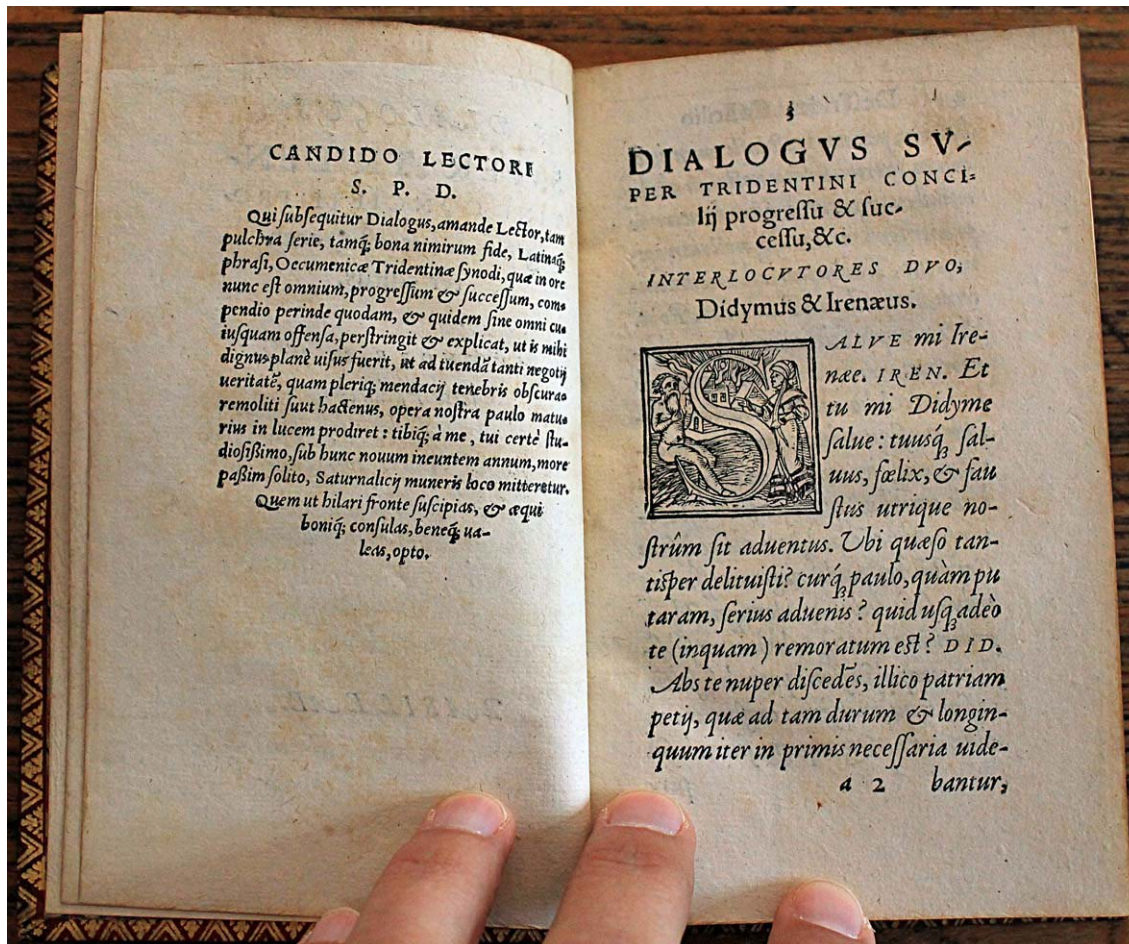 CANDIDO LECTORI
S. P. D.
Qui ſubſequitur Dialogus, amande Lector, tam
pulchra ſerie, tamq́; bona nimirum fide, Latinaq́;
phraſi, Oecumenicæ Tridentinæ ſynodi, quæ in ore
nunc eſt omnium, progreſſum & ſucceſſum, com-
pendio perinde quodam, & quidem ſine omni cu-
iuſquam offenſa, perſtringit & explicat, ut is mihi
dignus planè uiſus fuerit, ut ad tuendã tanti negotij
ueritatẽ, quam pleriq; mendacij tenebris obſcuram
remoliti ſunt hactenus, opera noſtra paulo matu-
rius in lucem prodiret: tibiq́; à me, tui certè ſtu-
dioſißimo, ſub hunc nouum ineuntem annum, more
paßim ſolito, Saturnalicij muneris loco mitteretur.
Quem ut hilari fronte ſuſcipias, & æqui
boniq́; conſulas, beneq́; ua-
leas, opto.
3
DIALOGVS SV-
PER TRIDENTINI CONCI-
lij progreſſu & ſuc-
ceſſu, &c.
INTERLOCVTORES DVO,
Didymus & Irenæus.
SALVE mi Ire-
næe. IREN. Et
tu mi Didyme
ſalue: tuuſq́; ſal-
uus, fœlix, & fau
ſtus utrique no-
ſtrûm ſit aduentus. Ubi quæſo tan-
tiſper delituiſti? curq́; paulo, quàm pu
taram, ſerius aduenis? quid uſq; adeò
te (inquam) remoratum eſt? DID.
Abs te nuper diſcedẽs, illico patriam
petij, quæ ad tam durum & longin-
quum iter in primis neceſſaria uide-
a 2 bantur,